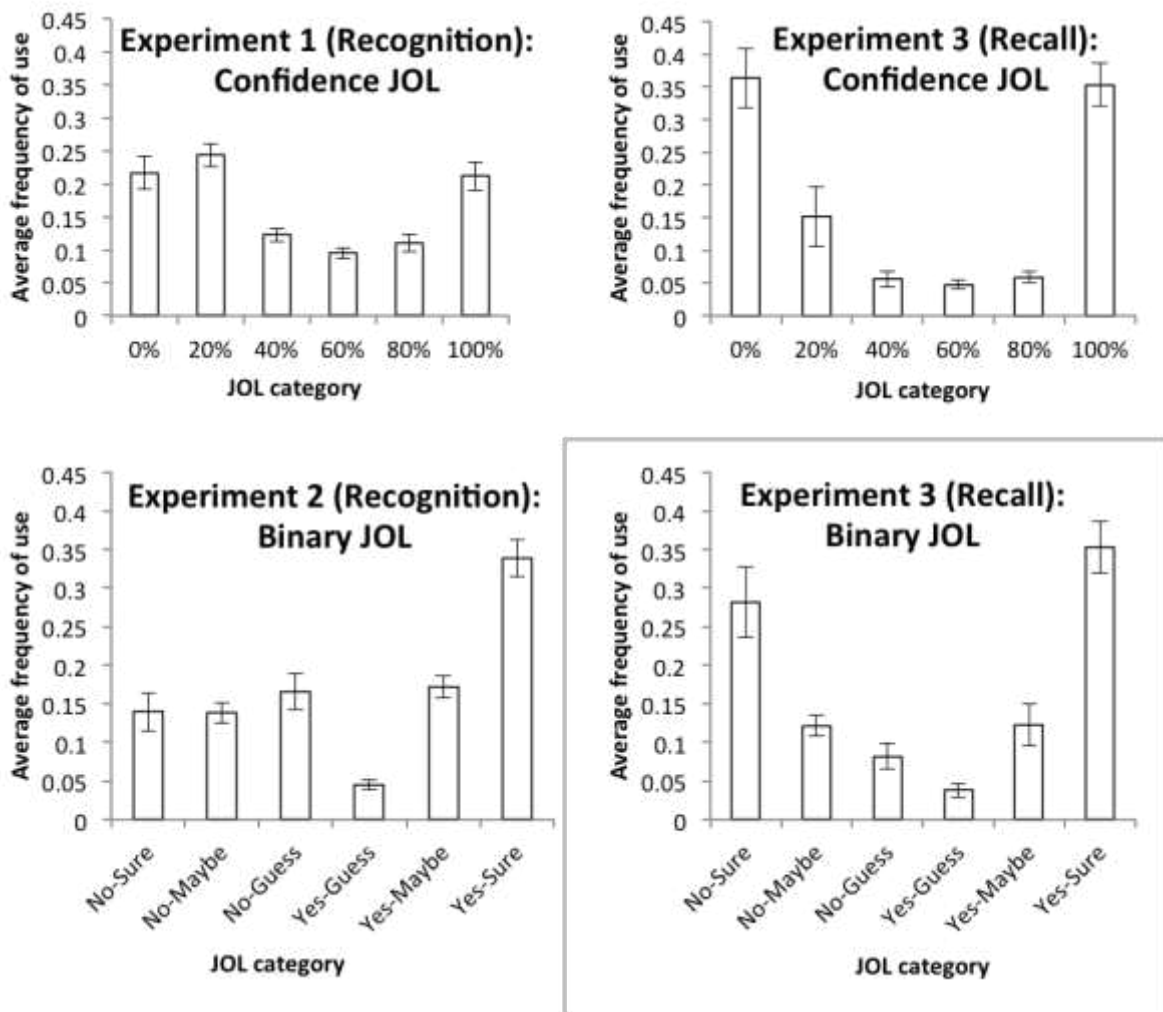 Experiment 1 (Recognition):
Confidence JOL
Average frequency of use
0.45
0.4
0.35
0.3
0.25
0.2
0.15
0.1
0.05
0
0% 20% 40% 60% 80% 100%
JOL category
Experiment 3 (Recall):
Confidence JOL
Average frequency of use
0.45
0.4
0.35
0.3
0.25
0.2
0.15
0.1
0.05
0
0% 20% 40% 60% 80% 100%
JOL category
Experiment 2 (Recognition):
Binary JOL
Average frequency of use
0.45
0.4
0.35
0.3
0.25
0.2
0.15
0.1
0.05
0
No-Sure
No-Maybe
No-Guess
Yes-Guess
Yes-Maybe
Yes-Sure
JOL category
Experiment 3 (Recall):
Binary JOL
Average frequency of use
0.45
0.4
0.35
0.3
0.25
0.2
0.15
0.1
0.05
0
No-Sure
No-Maybe
No-Guess
Yes-Guess
Yes-Maybe
Yes-Sure
JOL category